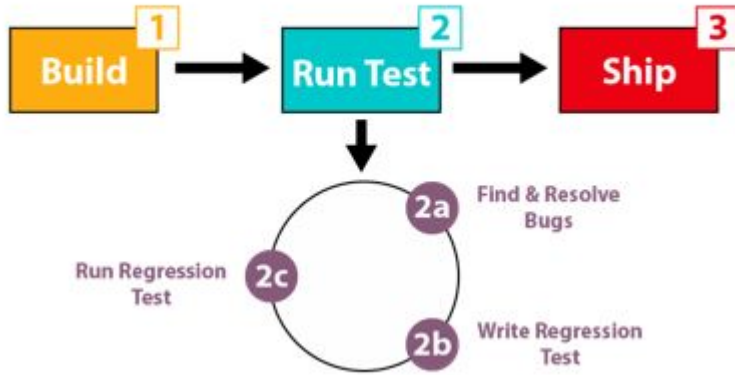 1
Build
2
Run Test
3
Ship
2a
Find & Resolve
Bugs
2c
Run Regression
Test
2b
Write Regression
Test